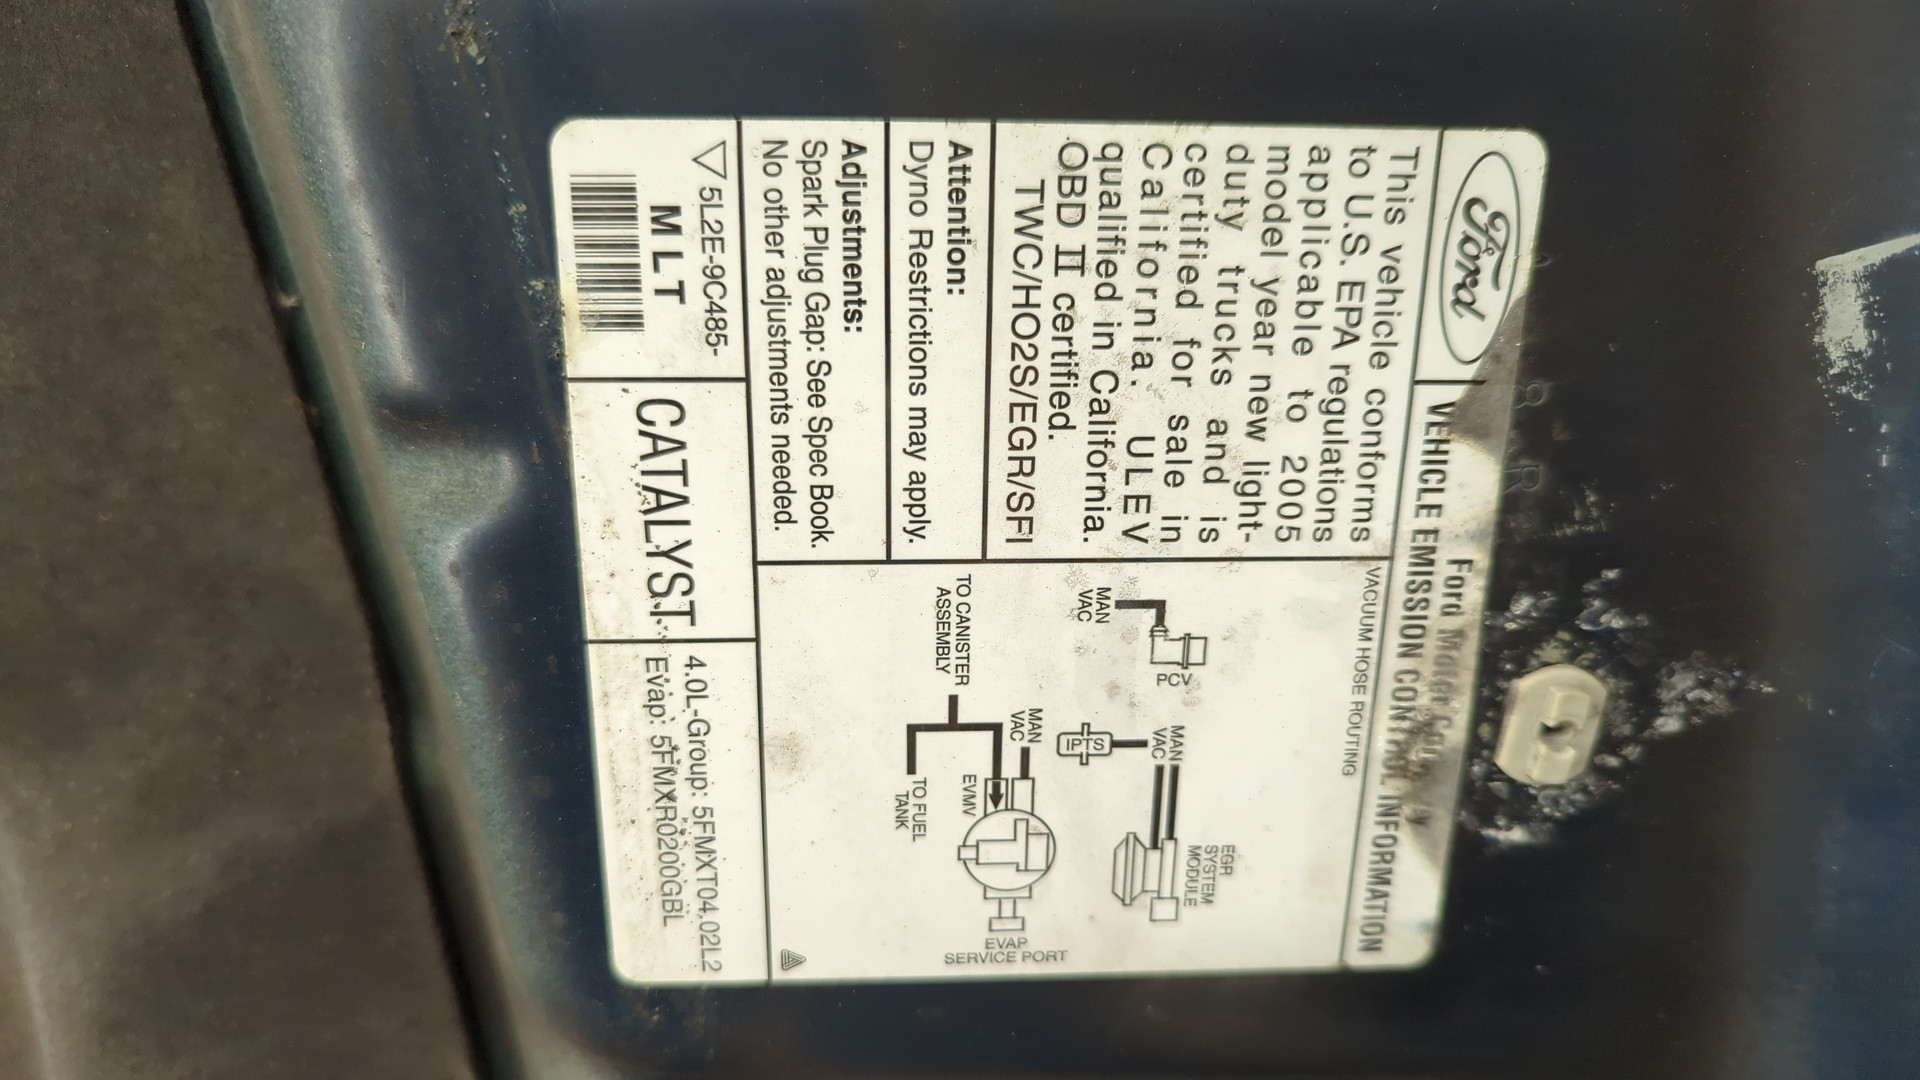 Ford
Ford Motor Co
VEHICLE EMISSION CONTROL INFORMATION
This vehicle conforms
to U.S. EPA regulations
applicable to 2005
model year new light-
duty trucks and is
certified for sale in
California. ULEV
qualified in California.
OBD II certified.
TWC/HO2S/EGR/SFI
Attention:
Dyno Restrictions may apply.
Adjustments:
Spark Plug Gap: See Spec Book.
No other adjustments needed.
VACUUM HOSE ROUTING
MAN
VAC
PCV
MAN
VAC
IPTS
EGR
SYSTEM
MODULE
TO CANISTER
ASSEMBLY
MAN
VAC
EVMV
TO FUEL
TANK
EVAP
SERVICE PORT
5L2E-9C485-
MLT
CATALYST
4.0L-Group: 5FMXT04.02L2
Evap: 5FMXR0200GBL